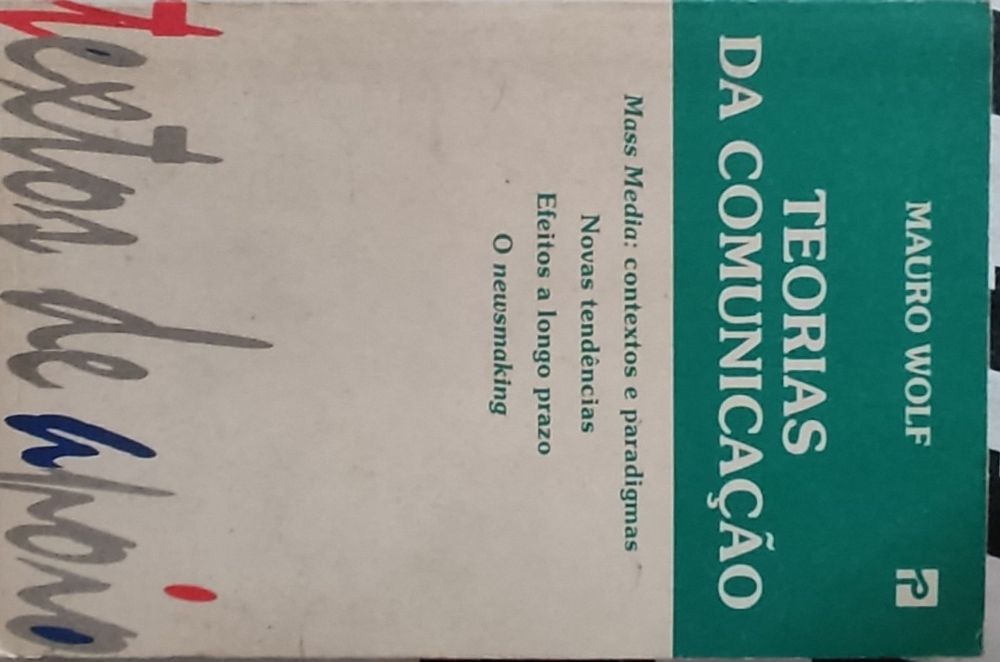 MAURO WOLF
TEORIAS
DA COMUNICAÇÃO
Mass Media: contextos e paradigmas
Novas tendências
Efeitos a longo prazo
O newsmaking
textos de apoio